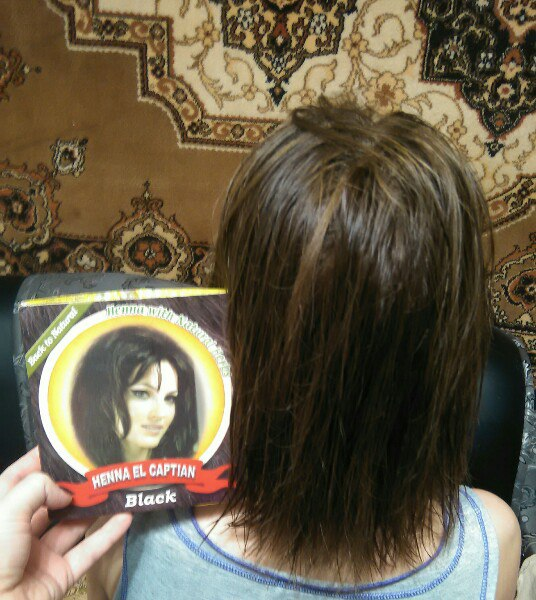 Back to Natural
Henna with Natural Herbs
HENNA EL CAPTIAN
Black